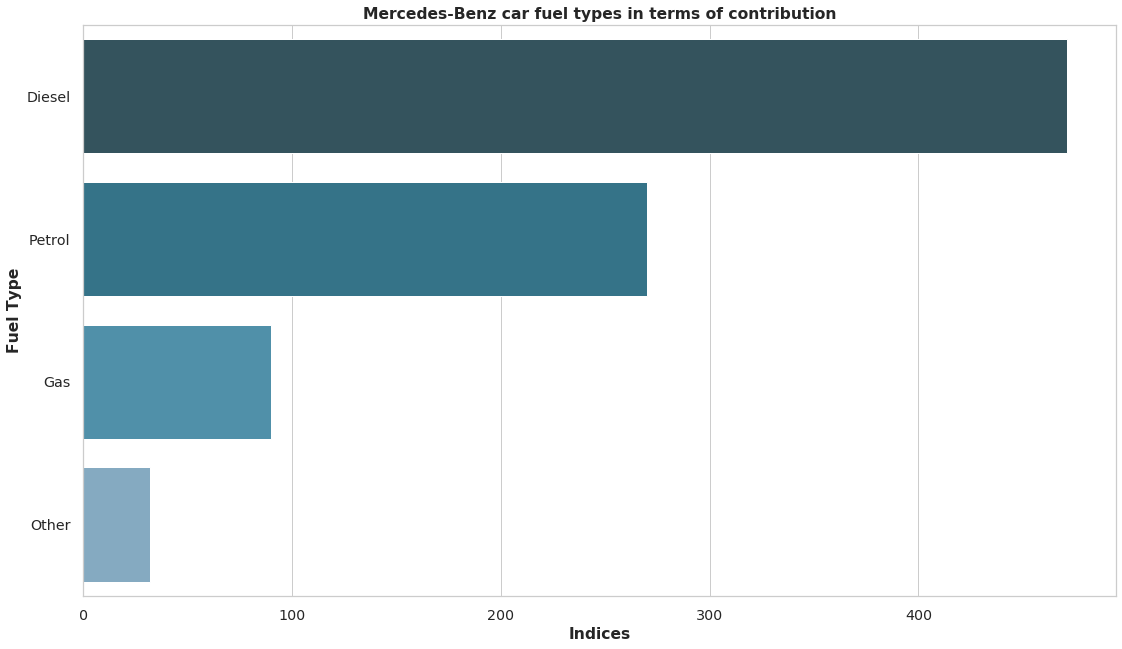 Mercedes-Benz car fuel types in terms of contribution
Diesel
Petrol
Gas
Other
Fuel Type
0 100 200 300 400
Indices